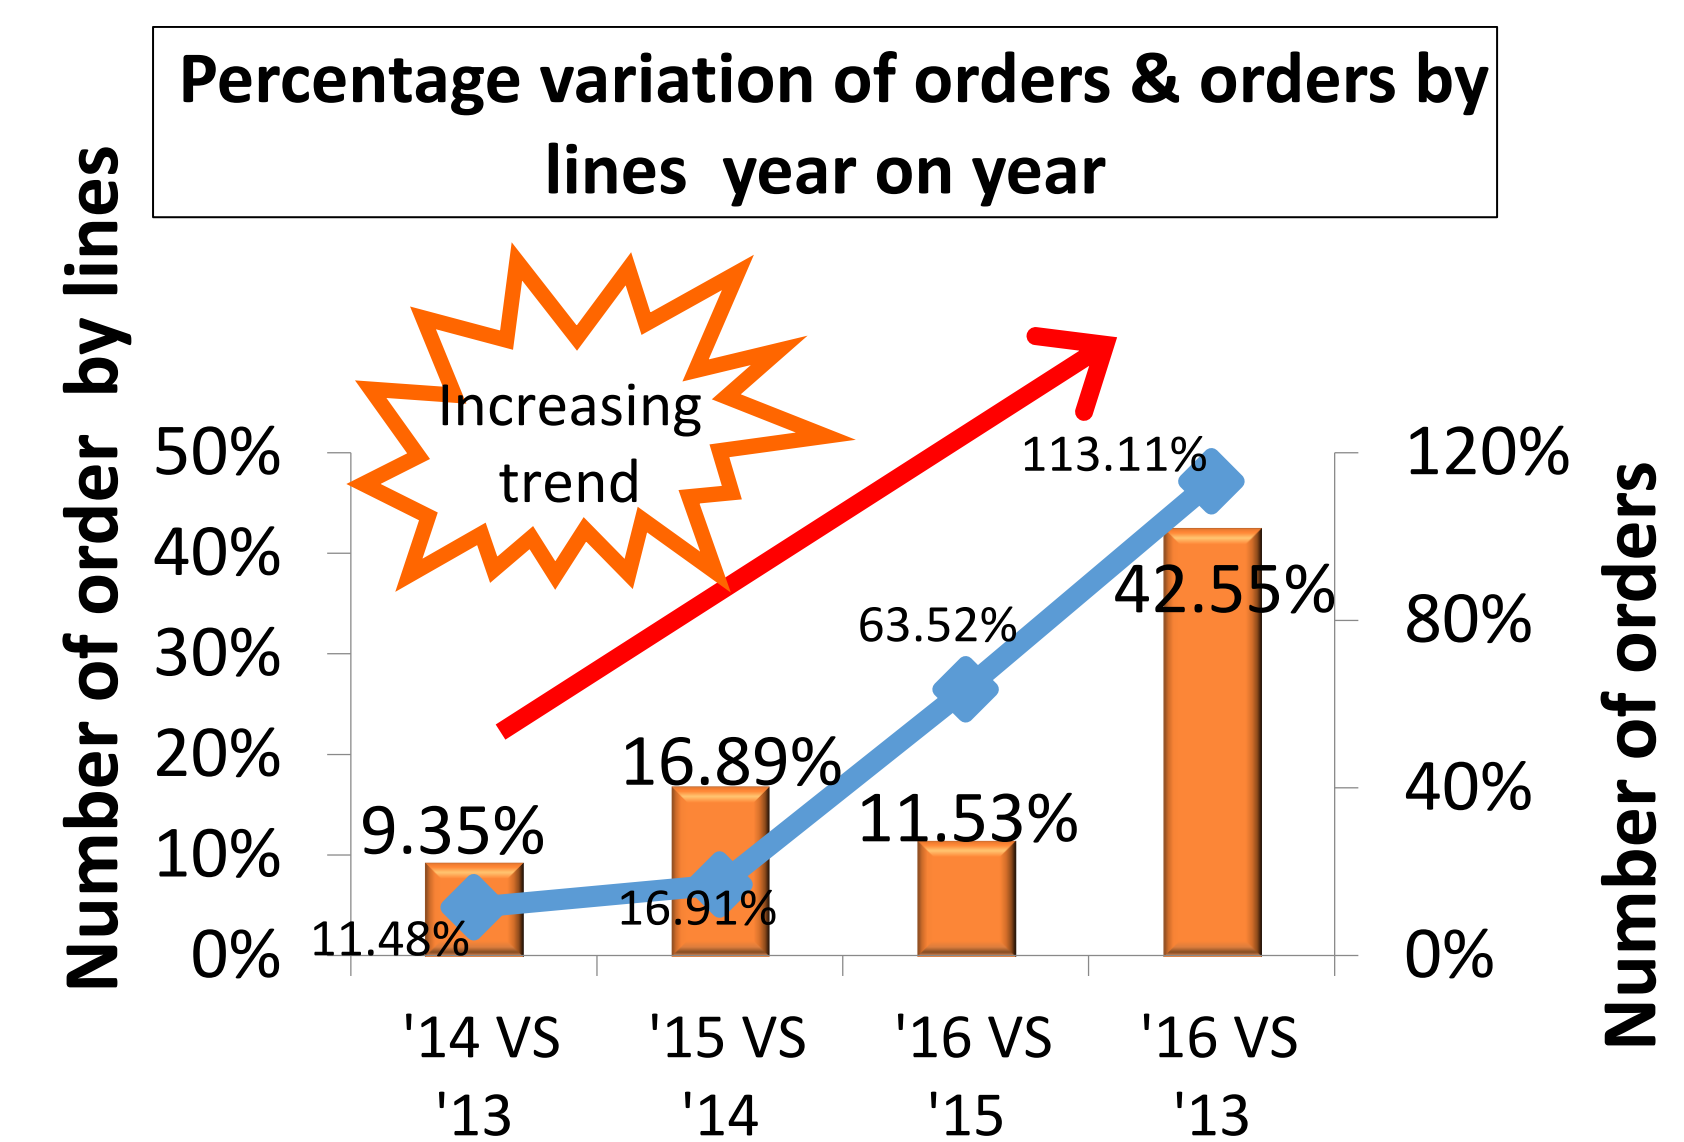 Percentage variation of orders & orders by
lines year on year
Number of order by lines
Increasing
trend
50%
40%
30%
20%
10%
0%
120%
80%
40%
0%
Number of orders
113.11%
42.55%
63.52%
16.89%
11.53%
9.35%
16.91%
11.48%
'14 VS
'13
'15 VS
'14
'16 VS
'15
'16 VS
'13